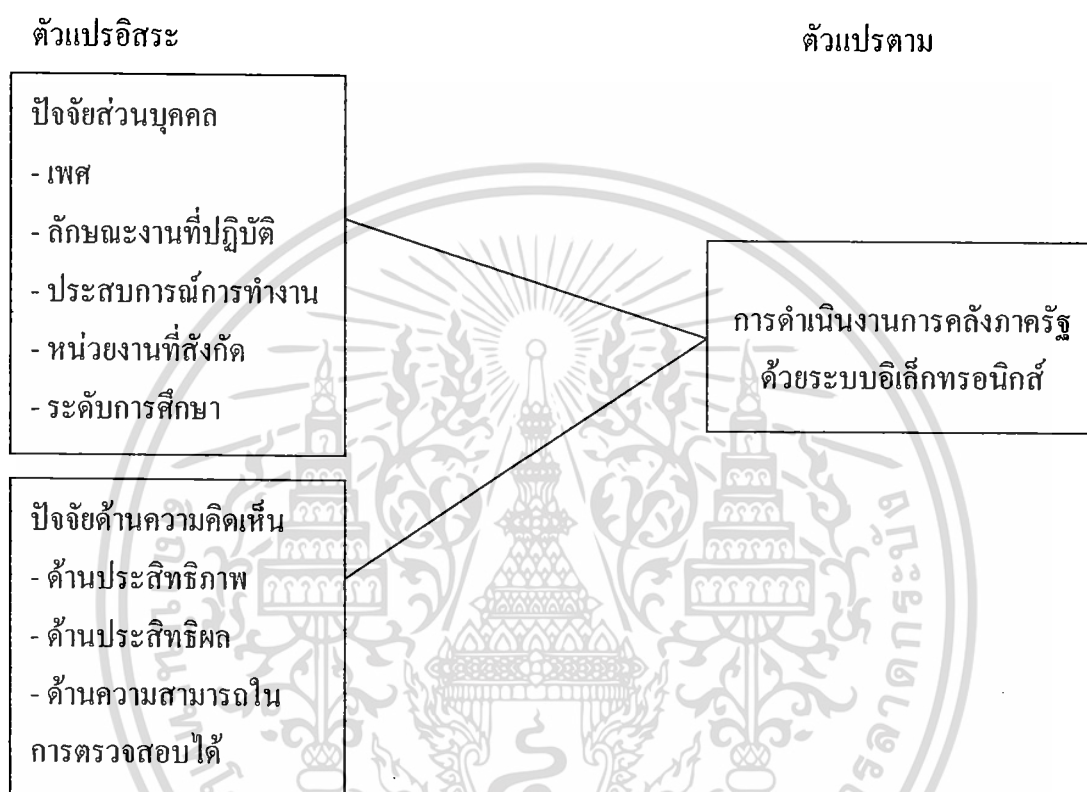 ตัวแปรอิสระ
ตัวแปรตาม
ปัจจัยส่วนบุคคล
- เพศ
- ลักษณะงานที่ปฏิบัติ
- ประสบการณ์การทำงาน
- หน่วยงานที่สังกัด
- ระดับการศึกษา
การดำเนินงานการคลังภาครัฐ
ด้วยระบบอิเล็กทรอนิกส์
ปัจจัยด้านความคิดเห็น
- ด้านประสิทธิภาพ
- ด้านประสิทธิผล
- ด้านความสามารถใน
การตรวจสอบได้